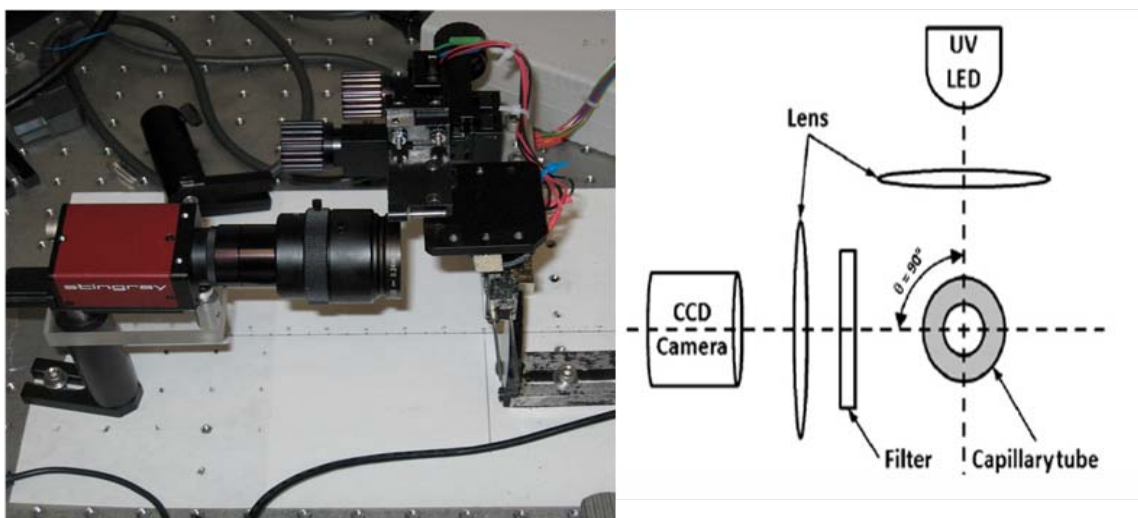 stingray
UV
LED
Lens
θ = 90°
CCD
Camera
Filter
Capillary tube